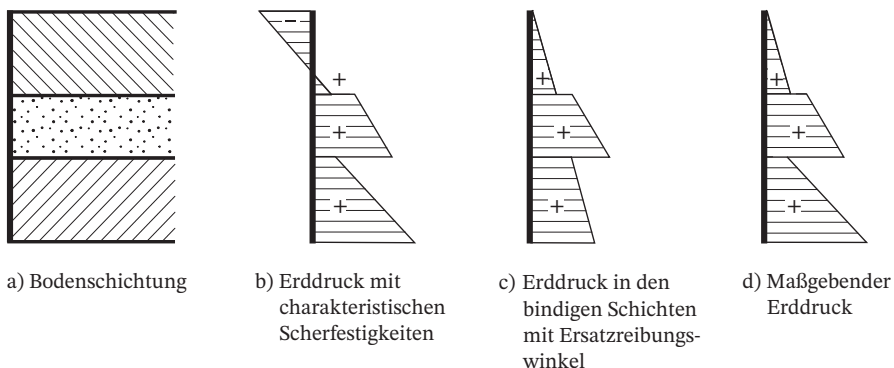 −
+
+
+
+
+
+
+
+
+
a) Bodenschichtung
b) Erddruck mit
charakteristischen
Scherfestigkeiten
c) Erddruck in den
bindigen Schichten
mit Ersatzreibungs-
winkel
d) Maßgebender
Erddruck